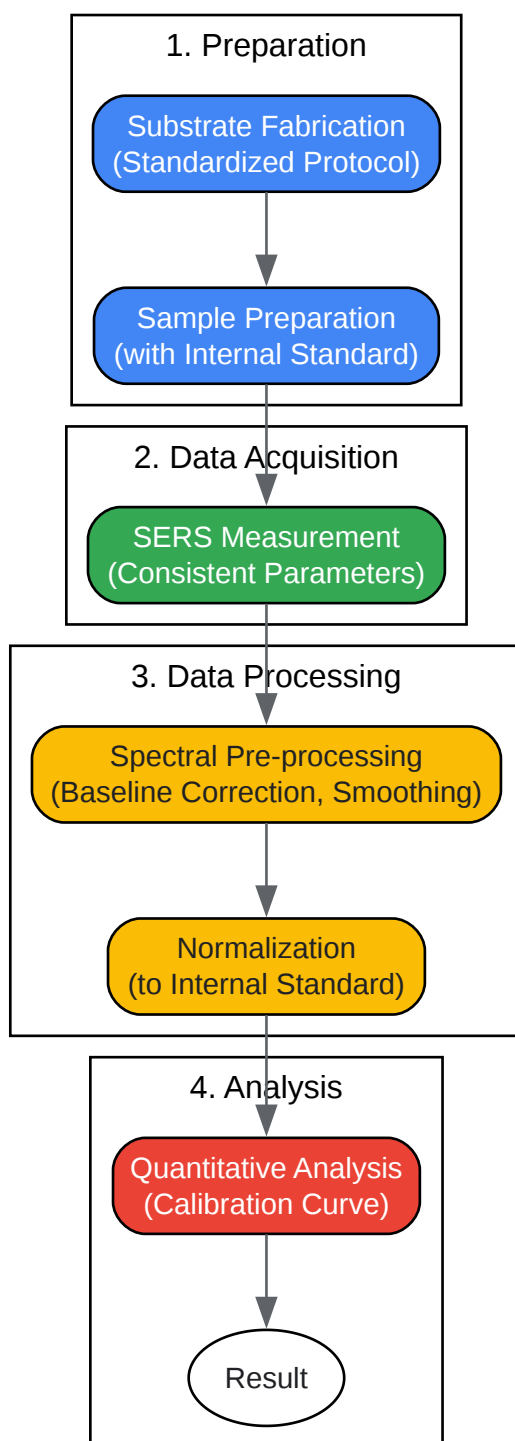 1. Preparation
Substrate Fabrication
(Standardized Protocol)
Sample Preparation
(with Internal Standard)
2. Data Acquisition
SERS Measurement
(Consistent Parameters)
3. Data Processing
Spectral Pre-processing
(Baseline Correction, Smoothing)
Normalization
(to Internal Standard)
4. Analysis
Quantitative Analysis
(Calibration Curve)
Result